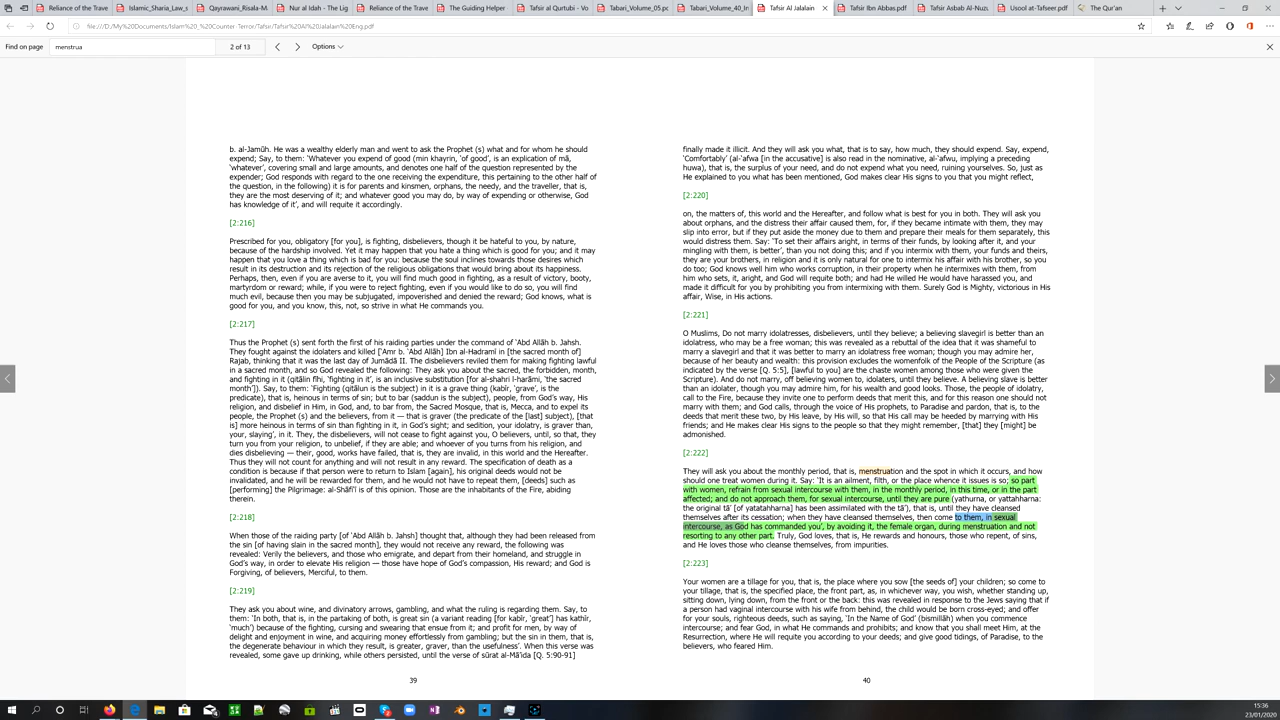 Reliance of the Trave
Islamic_Sharia_Law_s
Qayrawani_Risala-M
Nur al Idah - The Lig
Reliance of the Trave
The Guiding Helper
Tafsir al Qurtubi - Vo
Tabari_Volume_05.pc
Tabari_Volume_40_In
Tafsir Al Jalalain
Tafsir Ibn Abbas.pdf
Tafsir Asbab Al-Nuz
Usool at-Tafseer.pdf
The Qur'an
file:///D:/My%20Documents/Islam%20_%20Counter-Terror/Tafsir/Tafsir%20Al%20Jalalain%20Eng.pdf
Find on page
menstrua
2 of 13
Options
b. al-Jamūh. He was a wealthy elderly man and went to ask the Prophet (s) what and for whom he should
expend; Say, to them: 'Whatever you expend of good (min khayrin, 'of good', is an explication of mā,
'whatever', covering small and large amounts, and denotes one half of the question represented by the
expender; God responds with regard to the one receiving the expenditure, this pertaining to the other half of
the question, in the following) it is for parents and kinsmen, orphans, the needy, and the traveller, that is,
they are the most deserving of it; and whatever good you may do, by way of expending or otherwise, God
has knowledge of it', and will requite it accordingly.
[2:216]
Prescribed for you, obligatory [for you], is fighting, disbelievers, though it be hateful to you, by nature,
because of the hardship involved. Yet it may happen that you hate a thing which is good for you; and it may
happen that you love a thing which is bad for you: because the soul inclines towards those desires which
result in its destruction and its rejection of the religious obligations that would bring about its happiness.
Perhaps, then, even if you are averse to it, you will find much good in fighting, as a result of victory, booty,
martyrdom or reward; while, if you were to reject fighting, even if you would like to do so, you will find
much evil, because then you may be subjugated, impoverished and denied the reward; God knows, what is
good for you, and you know, this, not, so strive in what He commands you.
[2:217]
Thus the Prophet (s) sent forth the first of his raiding parties under the command of 'Abd Allāh b. Jahsh.
They fought against the idolaters and killed ['Amr b. 'Abd Allāh] Ibn al-Hadramī in [the sacred month of]
Rajab, thinking that it was the last day of Jumādā II. The disbelievers reviled them for making fighting lawful
in a sacred month, and so God revealed the following: They ask you about the sacred, the forbidden, month,
and fighting in it (qitālin fīhi, 'fighting in it', is an inclusive substitution [for al-shahri l-harāmi, 'the sacred
month']). Say, to them: 'Fighting (qitālun is the subject) in it is a grave thing (kabīr, 'grave', is the
predicate), that is, heinous in terms of sin; but to bar (saddun is the subject), people, from God's way, His
religion, and disbelief in Him, in God, and, to bar from, the Sacred Mosque, that is, Mecca, and to expel its
people, the Prophet (s) and the believers, from it — that is graver (the predicate of the [last] subject), [that
is] more heinous in terms of sin than fighting in it, in God's sight; and sedition, your idolatry, is graver than,
your, slaying', in it. They, the disbelievers, will not cease to fight against you, O believers, until, so that, they
turn you from your religion, to unbelief, if they are able; and whoever of you turns from his religion, and
dies disbelieving — their, good, works have failed, that is, they are invalid, in this world and the Hereafter.
Thus they will not count for anything and will not result in any reward. The specification of death as a
condition is because if that person were to return to Islam [again], his original deeds would not be
invalidated, and he will be rewarded for them, and he would not have to repeat them, [deeds] such as
[performing] the Pilgrimage: al-Shāfi'ī is of this opinion. Those are the inhabitants of the Fire, abiding
therein.
[2:218]
When those of the raiding party [of 'Abd Allāh b. Jahsh] thought that, although they had been released from
the sin [of having slain in the sacred month], they would not receive any reward, the following was
revealed: Verily the believers, and those who emigrate, and depart from their homeland, and struggle in
God's way, in order to elevate His religion — those have hope of God's compassion, His reward; and God is
Forgiving, of believers, Merciful, to them.
[2:219]
They ask you about wine, and divinatory arrows, gambling, and what the ruling is regarding them. Say, to
them: 'In both, that is, in the partaking of both, is great sin (a variant reading [for kabīr, 'great'] has kathīr,
'much') because of the fighting, cursing and swearing that ensue from it; and profit for men, by way of
delight and enjoyment in wine, and acquiring money effortlessly from gambling; but the sin in them, that is,
the degenerate behaviour in which they result, is greater, graver, than the usefulness'. When this verse was
revealed, some gave up drinking, while others persisted, until the verse of sūrat al-Mā'ida [Q. 5:90-91]
39
finally made it illicit. And they will ask you what, that is to say, how much, they should expend. Say, expend,
'Comfortably' (al-'afwa [in the accusative] is also read in the nominative, al-'afwu, implying a preceding
huwa), that is, the surplus of your need, and do not expend what you need, ruining yourselves. So, just as
He explained to you what has been mentioned, God makes clear His signs to you that you might reflect,
[2:220]
on, the matters of, this world and the Hereafter, and follow what is best for you in both. They will ask you
about orphans, and the distress their affair caused them, for, if they became intimate with them, they may
slip into error, but if they put aside the money due to them and prepare their meals for them separately, this
would distress them. Say: 'To set their affairs aright, in terms of their funds, by looking after it, and your
mingling with them, is better', than you not doing this; and if you intermix with them, your funds and theirs,
they are your brothers, in religion and it is only natural for one to intermix his affair with his brother, so you
do too; God knows well him who works corruption, in their property when he intermixes with them, from
him who sets, it, aright, and God will requite both; and had He willed He would have harassed you, and
made it difficult for you by prohibiting you from intermixing with them. Surely God is Mighty, victorious in His
affair, Wise, in His actions.
[2:221]
O Muslims, Do not marry idolatresses, disbelievers, until they believe; a believing slavegirl is better than an
idolatress, who may be a free woman; this was revealed as a rebuttal of the idea that it was shameful to
marry a slavegirl and that it was better to marry an idolatress free woman; though you may admire her,
because of her beauty and wealth: this provision excludes the womenfolk of the People of the Scripture (as
indicated by the verse [Q. 5:5], [lawful to you] are the chaste women among those who were given the
Scripture). And do not marry, off believing women to, idolaters, until they believe. A believing slave is better
than an idolater, though you may admire him, for his wealth and good looks. Those, the people of idolatry,
call to the Fire, because they invite one to perform deeds that merit this, and for this reason one should not
marry with them; and God calls, through the voice of His prophets, to Paradise and pardon, that is, to the
deeds that merit these two, by His leave, by His will, so that His call may be heeded by marrying with His
friends; and He makes clear His signs to the people so that they might remember, [that] they [might] be
admonished.
[2:222]
They will ask you about the monthly period, that is, menstruation and the spot in which it occurs, and how
should one treat women during it. Say: 'It is an ailment, filth, or the place whence it issues is so; so part
with women, refrain from sexual intercourse with them, in the monthly period, in this time, or in the part
affected; and do not approach them, for sexual intercourse, until they are pure (yathurna, or yattahharna:
the original tā' [of yatatahharna] has been assimilated with the tā'), that is, until they have cleansed
themselves after its cessation; when they have cleansed themselves, then come to them, in sexual
intercourse, as God has commanded you', by avoiding it, the female organ, during menstruation and not
resorting to any other part. Truly, God loves, that is, He rewards and honours, those who repent, of sins,
and He loves those who cleanse themselves, from impurities.
[2:223]
Your women are a tillage for you, that is, the place where you sow [the seeds of] your children; so come to
your tillage, that is, the specified place, the front part, as, in whichever way, you wish, whether standing up,
sitting down, lying down, from the front or the back: this was revealed in response to the Jews saying that if
a person had vaginal intercourse with his wife from behind, the child would be born cross-eyed; and offer
for your souls, righteous deeds, such as saying, 'In the Name of God' (bismillāh) when you commence
intercourse; and fear God, in what He commands and prohibits; and know that you shall meet Him, at the
Resurrection, where He will requite you according to your deeds; and give good tidings, of Paradise, to the
believers, who feared Him.
40
15:36
23/01/2020